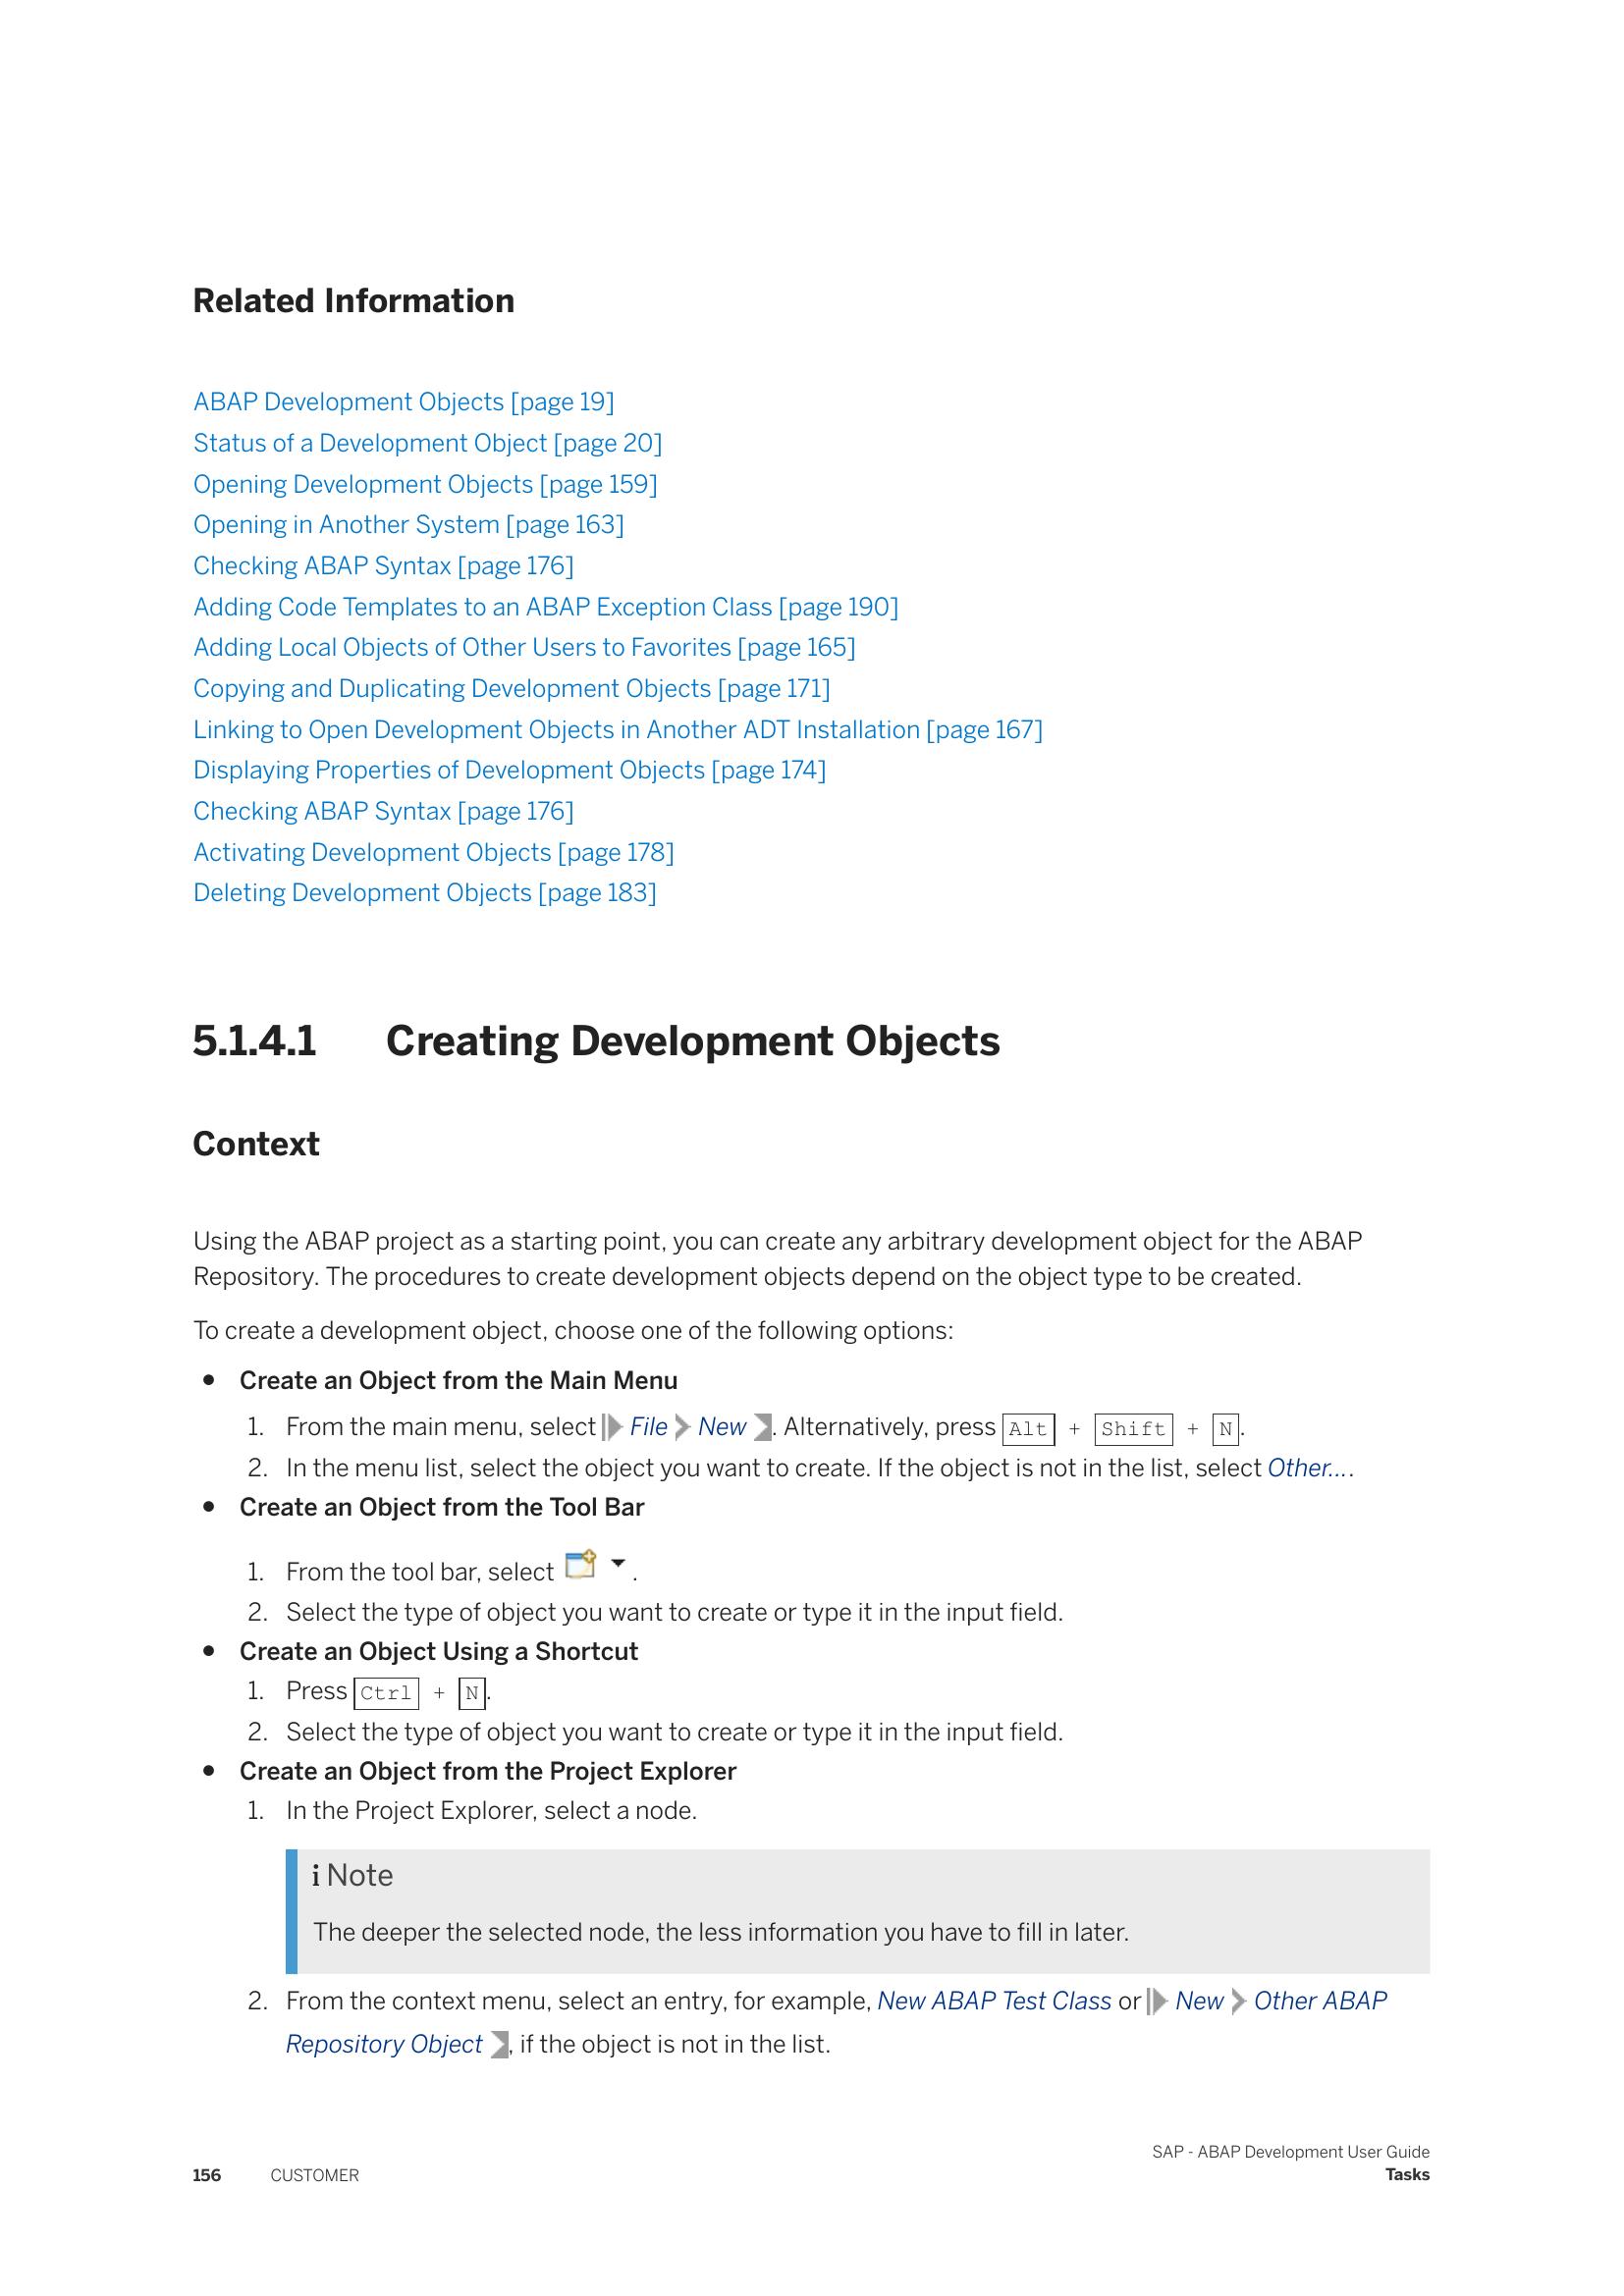 Related Information
ABAP Development Objects [page 19]
Status of a Development Object [page 20]
Opening Development Objects [page 159]
Opening in Another System [page 163]
Checking ABAP Syntax [page 176]
Adding Code Templates to an ABAP Exception Class [page 190]
Adding Local Objects of Other Users to Favorites [page 165]
Copying and Duplicating Development Objects [page 171]
Linking to Open Development Objects in Another ADT Installation [page 167]
Displaying Properties of Development Objects [page 174]
Checking ABAP Syntax [page 176]
Activating Development Objects [page 178]
Deleting Development Objects [page 183]
5.1.4.1 Creating Development Objects
Context
Using the ABAP project as a starting point, you can create any arbitrary development object for the ABAP
Repository. The procedures to create development objects depend on the object type to be created.
To create a development object, choose one of the following options:
• Create an Object from the Main Menu
1. From the main menu, select File New . Alternatively, press Alt + Shift + N.
2. In the menu list, select the object you want to create. If the object is not in the list, select Other....
• Create an Object from the Tool Bar
1. From the tool bar, select .
2. Select the type of object you want to create or type it in the input field.
• Create an Object Using a Shortcut
1. Press Ctrl + N.
2. Select the type of object you want to create or type it in the input field.
• Create an Object from the Project Explorer
1. In the Project Explorer, select a node.
i Note
The deeper the selected node, the less information you have to fill in later.
2. From the context menu, select an entry, for example, New ABAP Test Class or New Other ABAP
Repository Object , if the object is not in the list.
SAP - ABAP Development User Guide
156 CUSTOMER Tasks